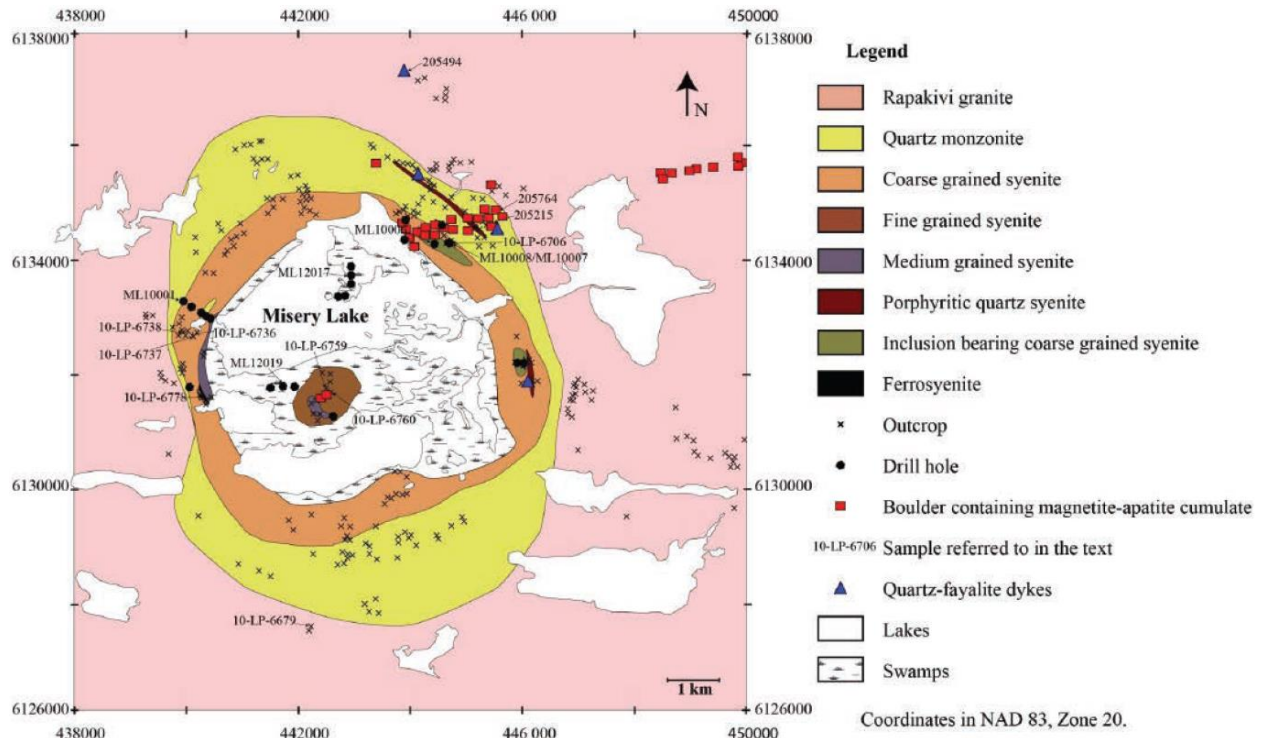 438000 442000 446 000 450000
6138000 6138000
205494
N
205764
205215
ML1000
10-LP-6706
ML10008/ML10007
6134000 6134000
ML12017
ML10001
Misery Lake
10-LP-6738
10-LP-6736
10-LP-6759
10-LP-6737
ML12019
10-LP-6778
10-LP-6760
6130000 6130000
10-LP-6679
1 km
6126000 6126000
438000 442000 446 000 450000
Legend
Rapakivi granite
Quartz monzonite
Coarse grained syenite
Fine grained syenite
Medium grained syenite
Porphyritic quartz syenite
Inclusion bearing coarse grained syenite
Ferrosyenite
Outcrop
Drill hole
Boulder containing magnetite-apatite cumulate
10-LP-6706 Sample referred to in the text
Quartz-fayalite dykes
Lakes
Swamps
Coordinates in NAD 83, Zone 20.